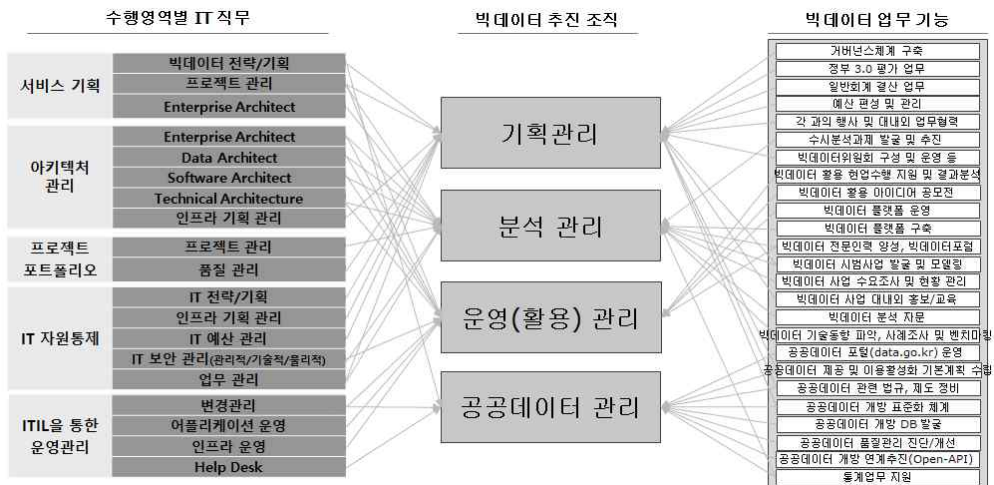 수행영역별 IT 직무
서비스 기획
빅데이터 전략/기획
프로젝트 관리
Enterprise Architect
아키텍처
관리
Enterprise Architect
Data Architect
Software Architect
Technical Architecture
인프라 기획 관리
프로젝트
포트폴리오
프로젝트 관리
품질 관리
IT 자원통제
IT 전략/기획
인프라 기획 관리
IT 예산 관리
IT 보안 관리(관리적/기술적/물리적)
업무 관리
ITIL을 통한
운영관리
변경관리
어플리케이션 운영
인프라 운영
Help Desk
빅데이터 추진 조직
기획관리
분석 관리
운영(활용) 관리
공공데이터 관리
빅데이터 업무 기능
거버넌스체계 구축
정부 3.0 평가 업무
일반회계 결산 업무
예산 편성 및 관리
각 과의 행사 및 대내외 업무협력
수시분석과제 발굴 및 추진
빅데이터위원회 구성 및 운영 등
빅데이터 활용 현업수행 지원 및 결과분석
빅데이터 활용 아이디어 공모전
빅데이터 플랫폼 운영
빅데이터 플랫폼 구축
빅데이터 전문인력 양성, 빅데이터포럼
빅데이터 시범사업 발굴 및 모델링
빅데이터 사업 수요조사 및 현황 관리
빅데이터 사업 대내외 홍보/교육
빅데이터 분석 자문
빅데이터 기술동향 파악, 사례조사 및 벤치마킹
공공데이터 포털(data.go.kr) 운영
공공데이터 제공 및 이용활성화 기본계획 수립
공공데이터 관련 법규, 제도 정비
공공데이터 개방 표준화 체계
공공데이터 개방 DB 발굴
공공데이터 품질관리 진단/개선
공공데이터 개방 연계추진(Open-API)
통계업무 지원